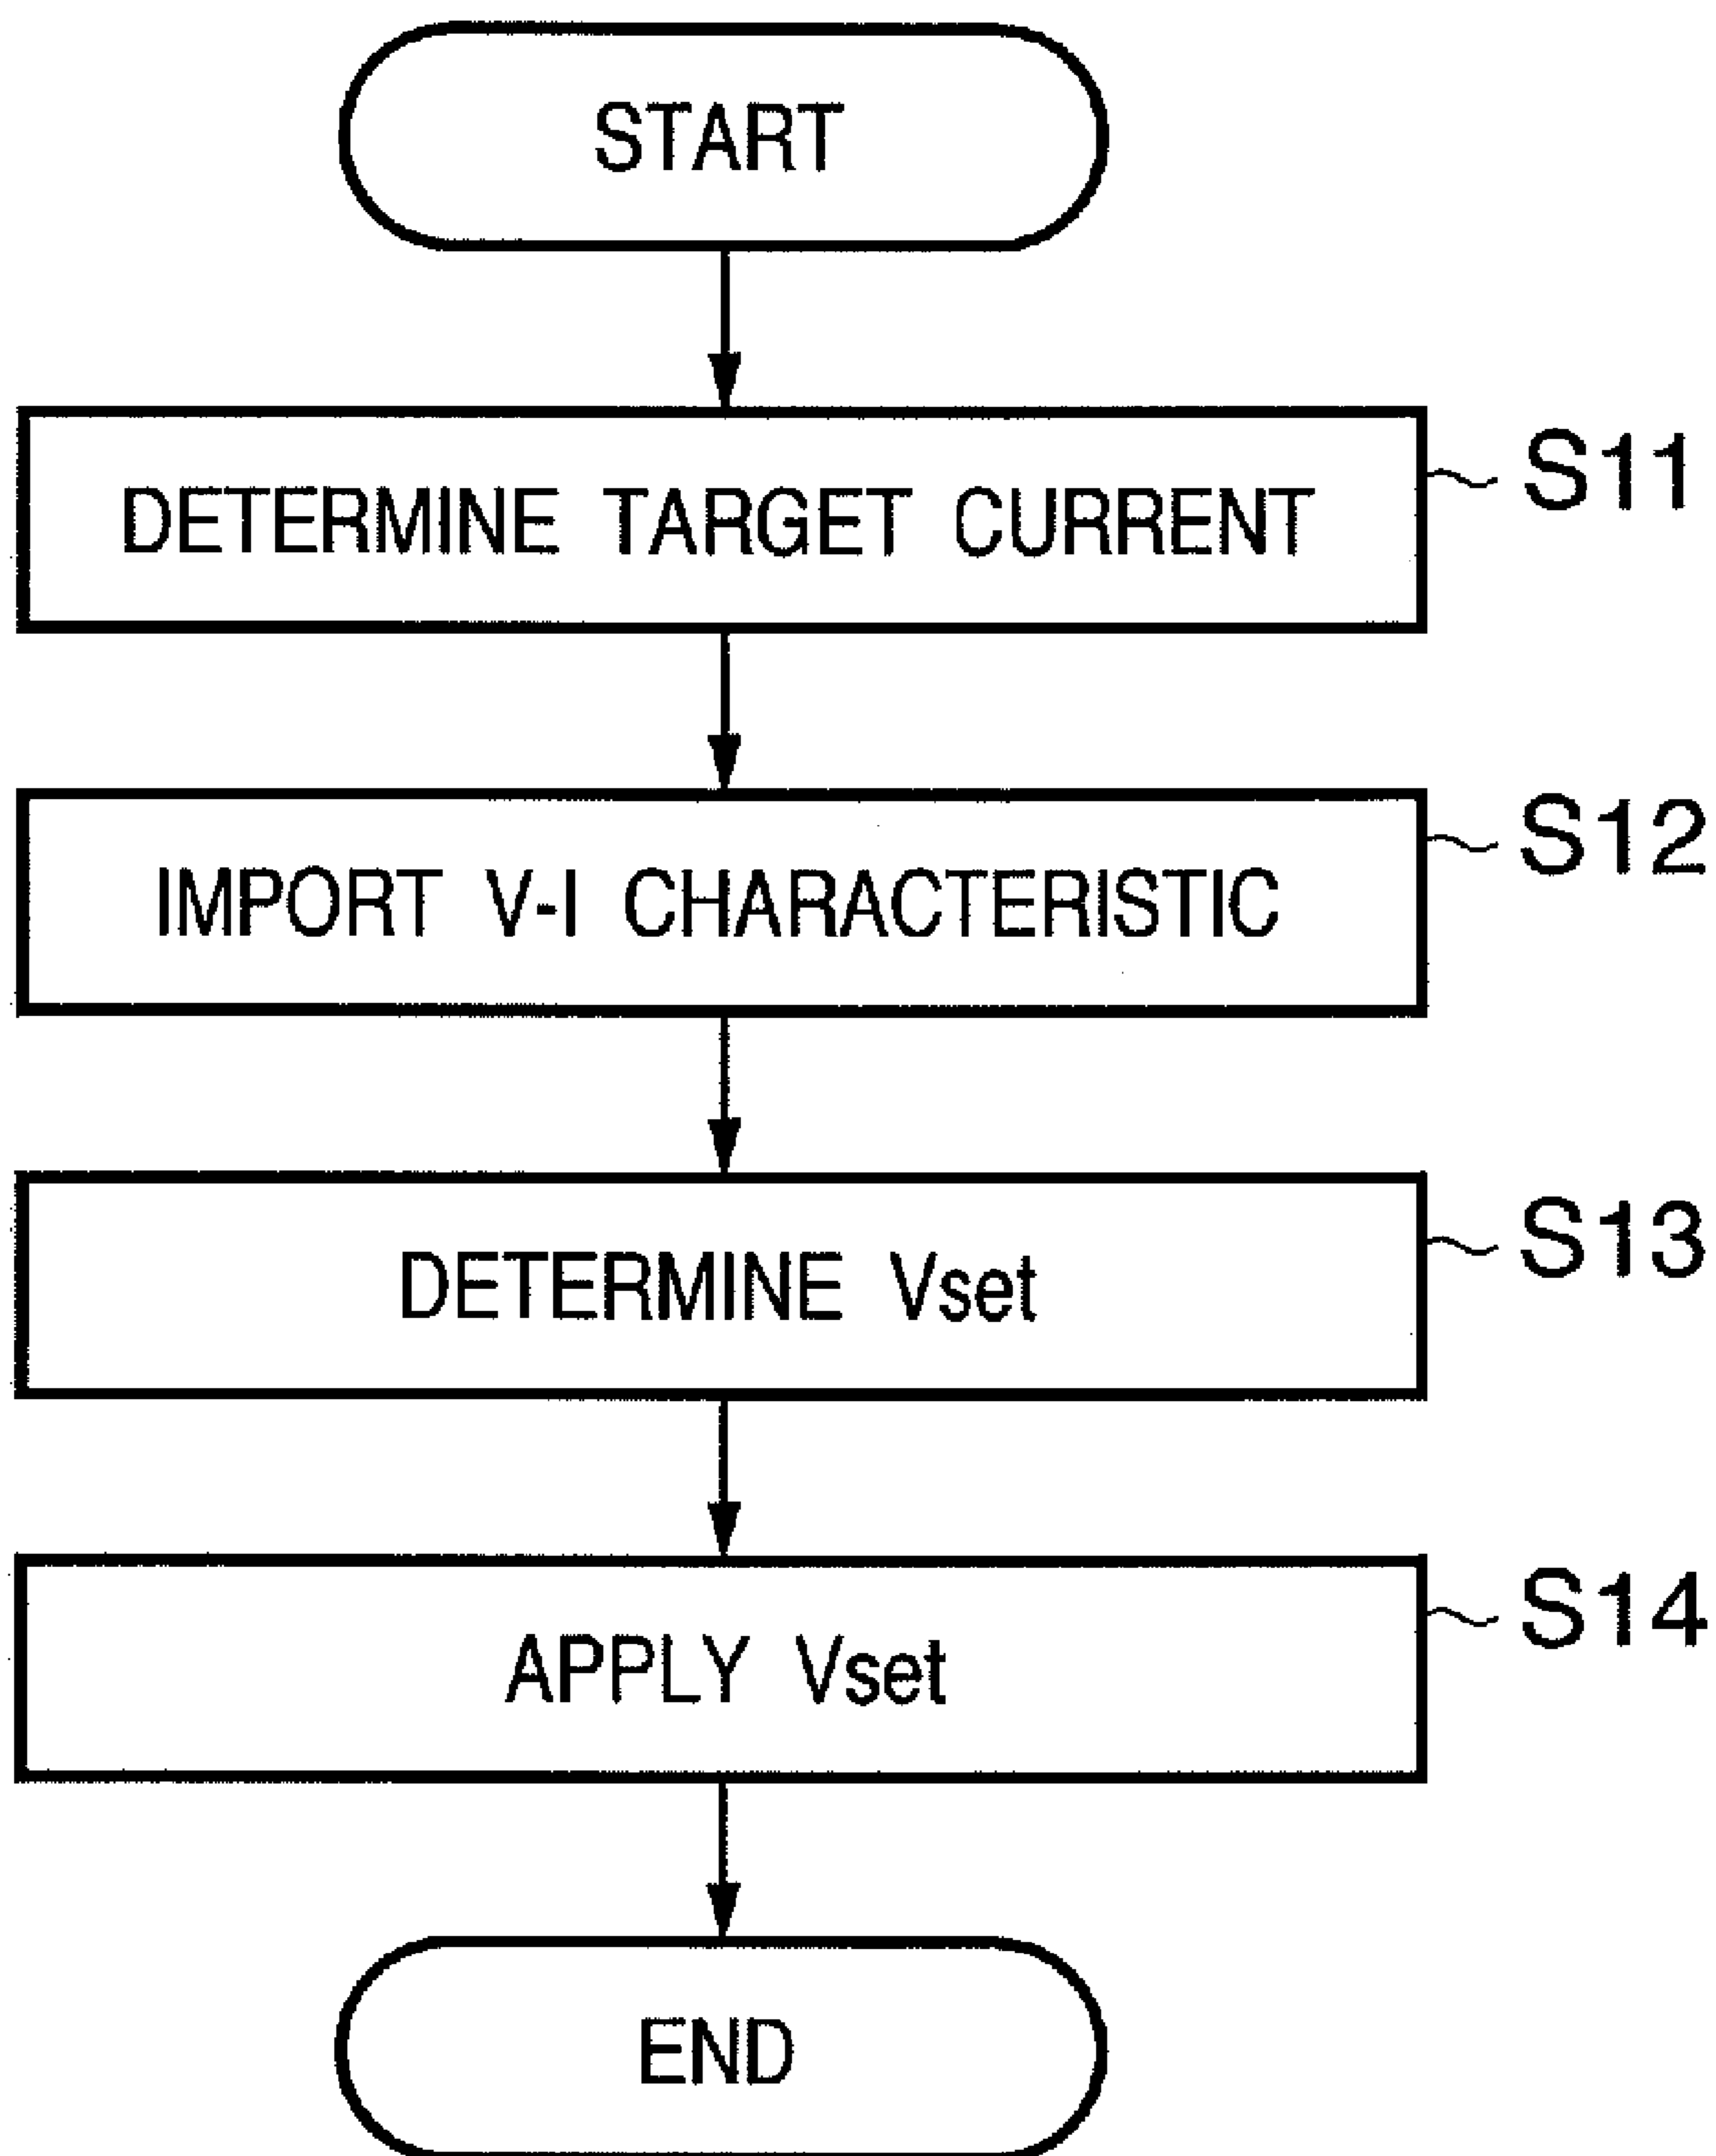 START
DETERMINE TARGET CURRENT
S11
IMPORT V-I CHARACTERISTIC
S12
DETERMINE Vset
S13
APPLY Vset
S14
END